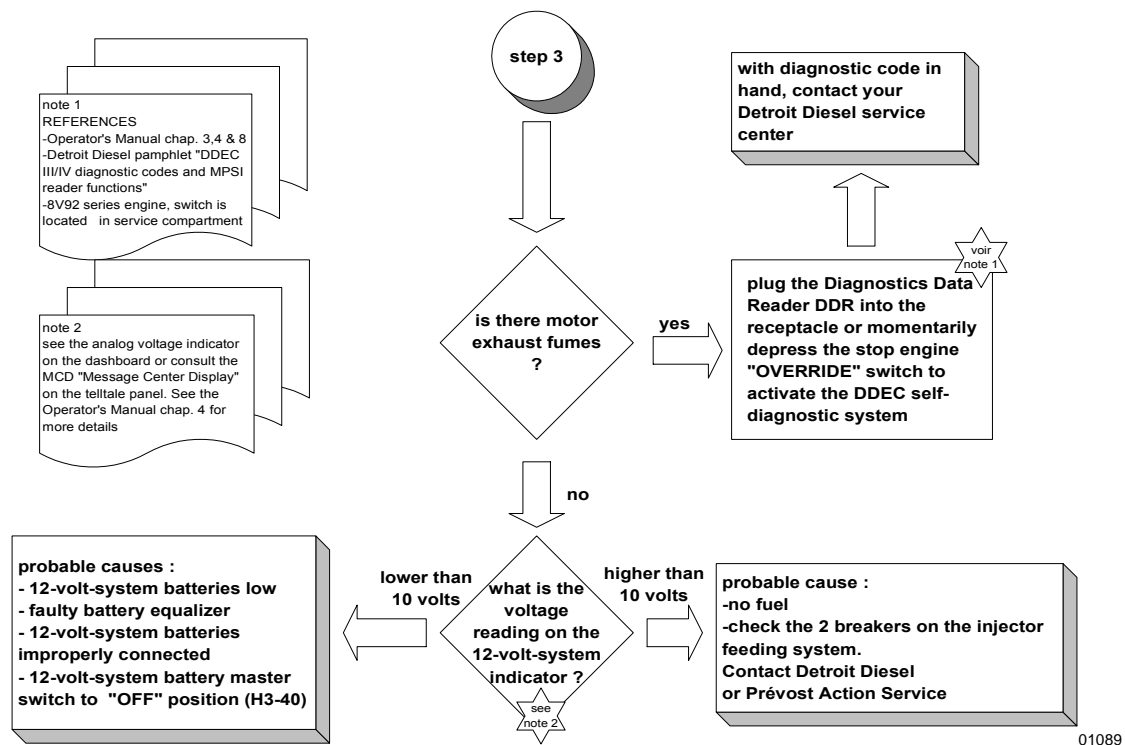 note 1
REFERENCES
-Operator's Manual chap. 3,4 & 8
-Detroit Diesel pamphlet "DDEC
III/IV diagnostic codes and MPSI
reader functions"
-8V92 series engine, switch is
located in service compartment
note 2
see the analog voltage indicator
on the dashboard or consult the
MCD "Message Center Display"
on the telltale panel. See the
Operator's Manual chap. 4 for
more details
step 3
is there motor
exhaust fumes
?
yes
plug the Diagnostics Data
Reader DDR into the
receptacle or momentarily
depress the stop engine
"OVERRIDE" switch to
activate the DDEC self-
diagnostic system
voir
note 1
with diagnostic code in
hand, contact your
Detroit Diesel service
center
no
what is the
voltage
reading on the
12-volt-system
indicator ?
see
note 2
lower than
10 volts
probable causes :
- 12-volt-system batteries low
- faulty battery equalizer
- 12-volt-system batteries
improperly connected
- 12-volt-system battery master
switch to "OFF" position (H3-40)
higher than
10 volts
probable cause :
-no fuel
-check the 2 breakers on the injector
feeding system.
Contact Detroit Diesel
or Prévost Action Service
01089